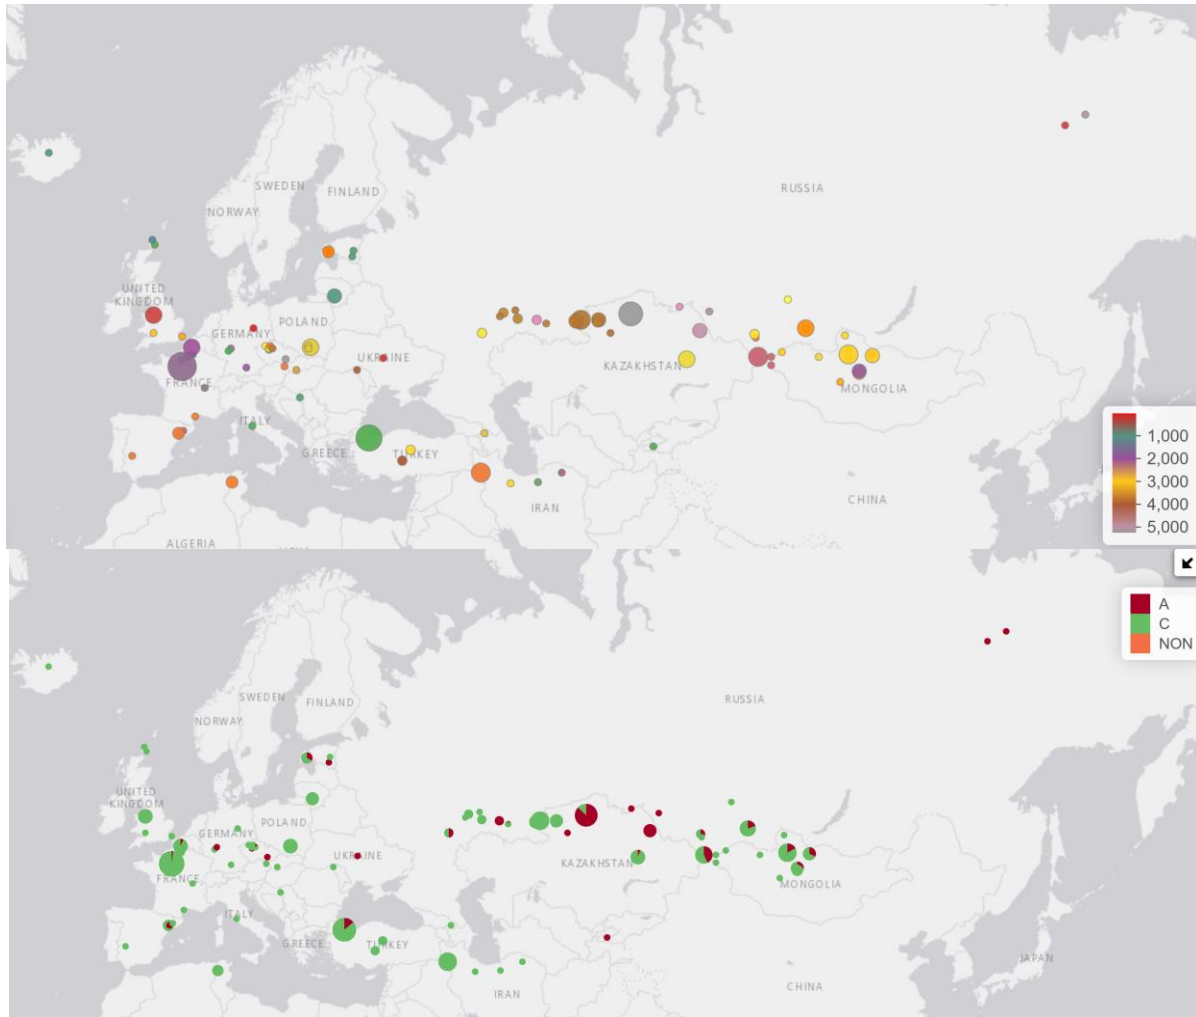 SWEDEN
FINLAND
RUSSIA
NORWAY
UNITED
KINGDOM
POLAND
GERMANY
UKRAINE
KAZAKHSTAN
FRANCE
MONGOLIA
ITALY
GREECE
TURKEY
CHINA
IRAN
ALGERIA
1,000
2,000
3,000
4,000
5,000
A
C
NON
SWEDEN
FINLAND
RUSSIA
NORWAY
UNITED
KINGDOM
POLAND
GERMANY
UKRAINE
KAZAKHSTAN
FRANCE
MONGOLIA
ITALY
GREECE
TURKEY
JAPAN
IRAN
CHINA